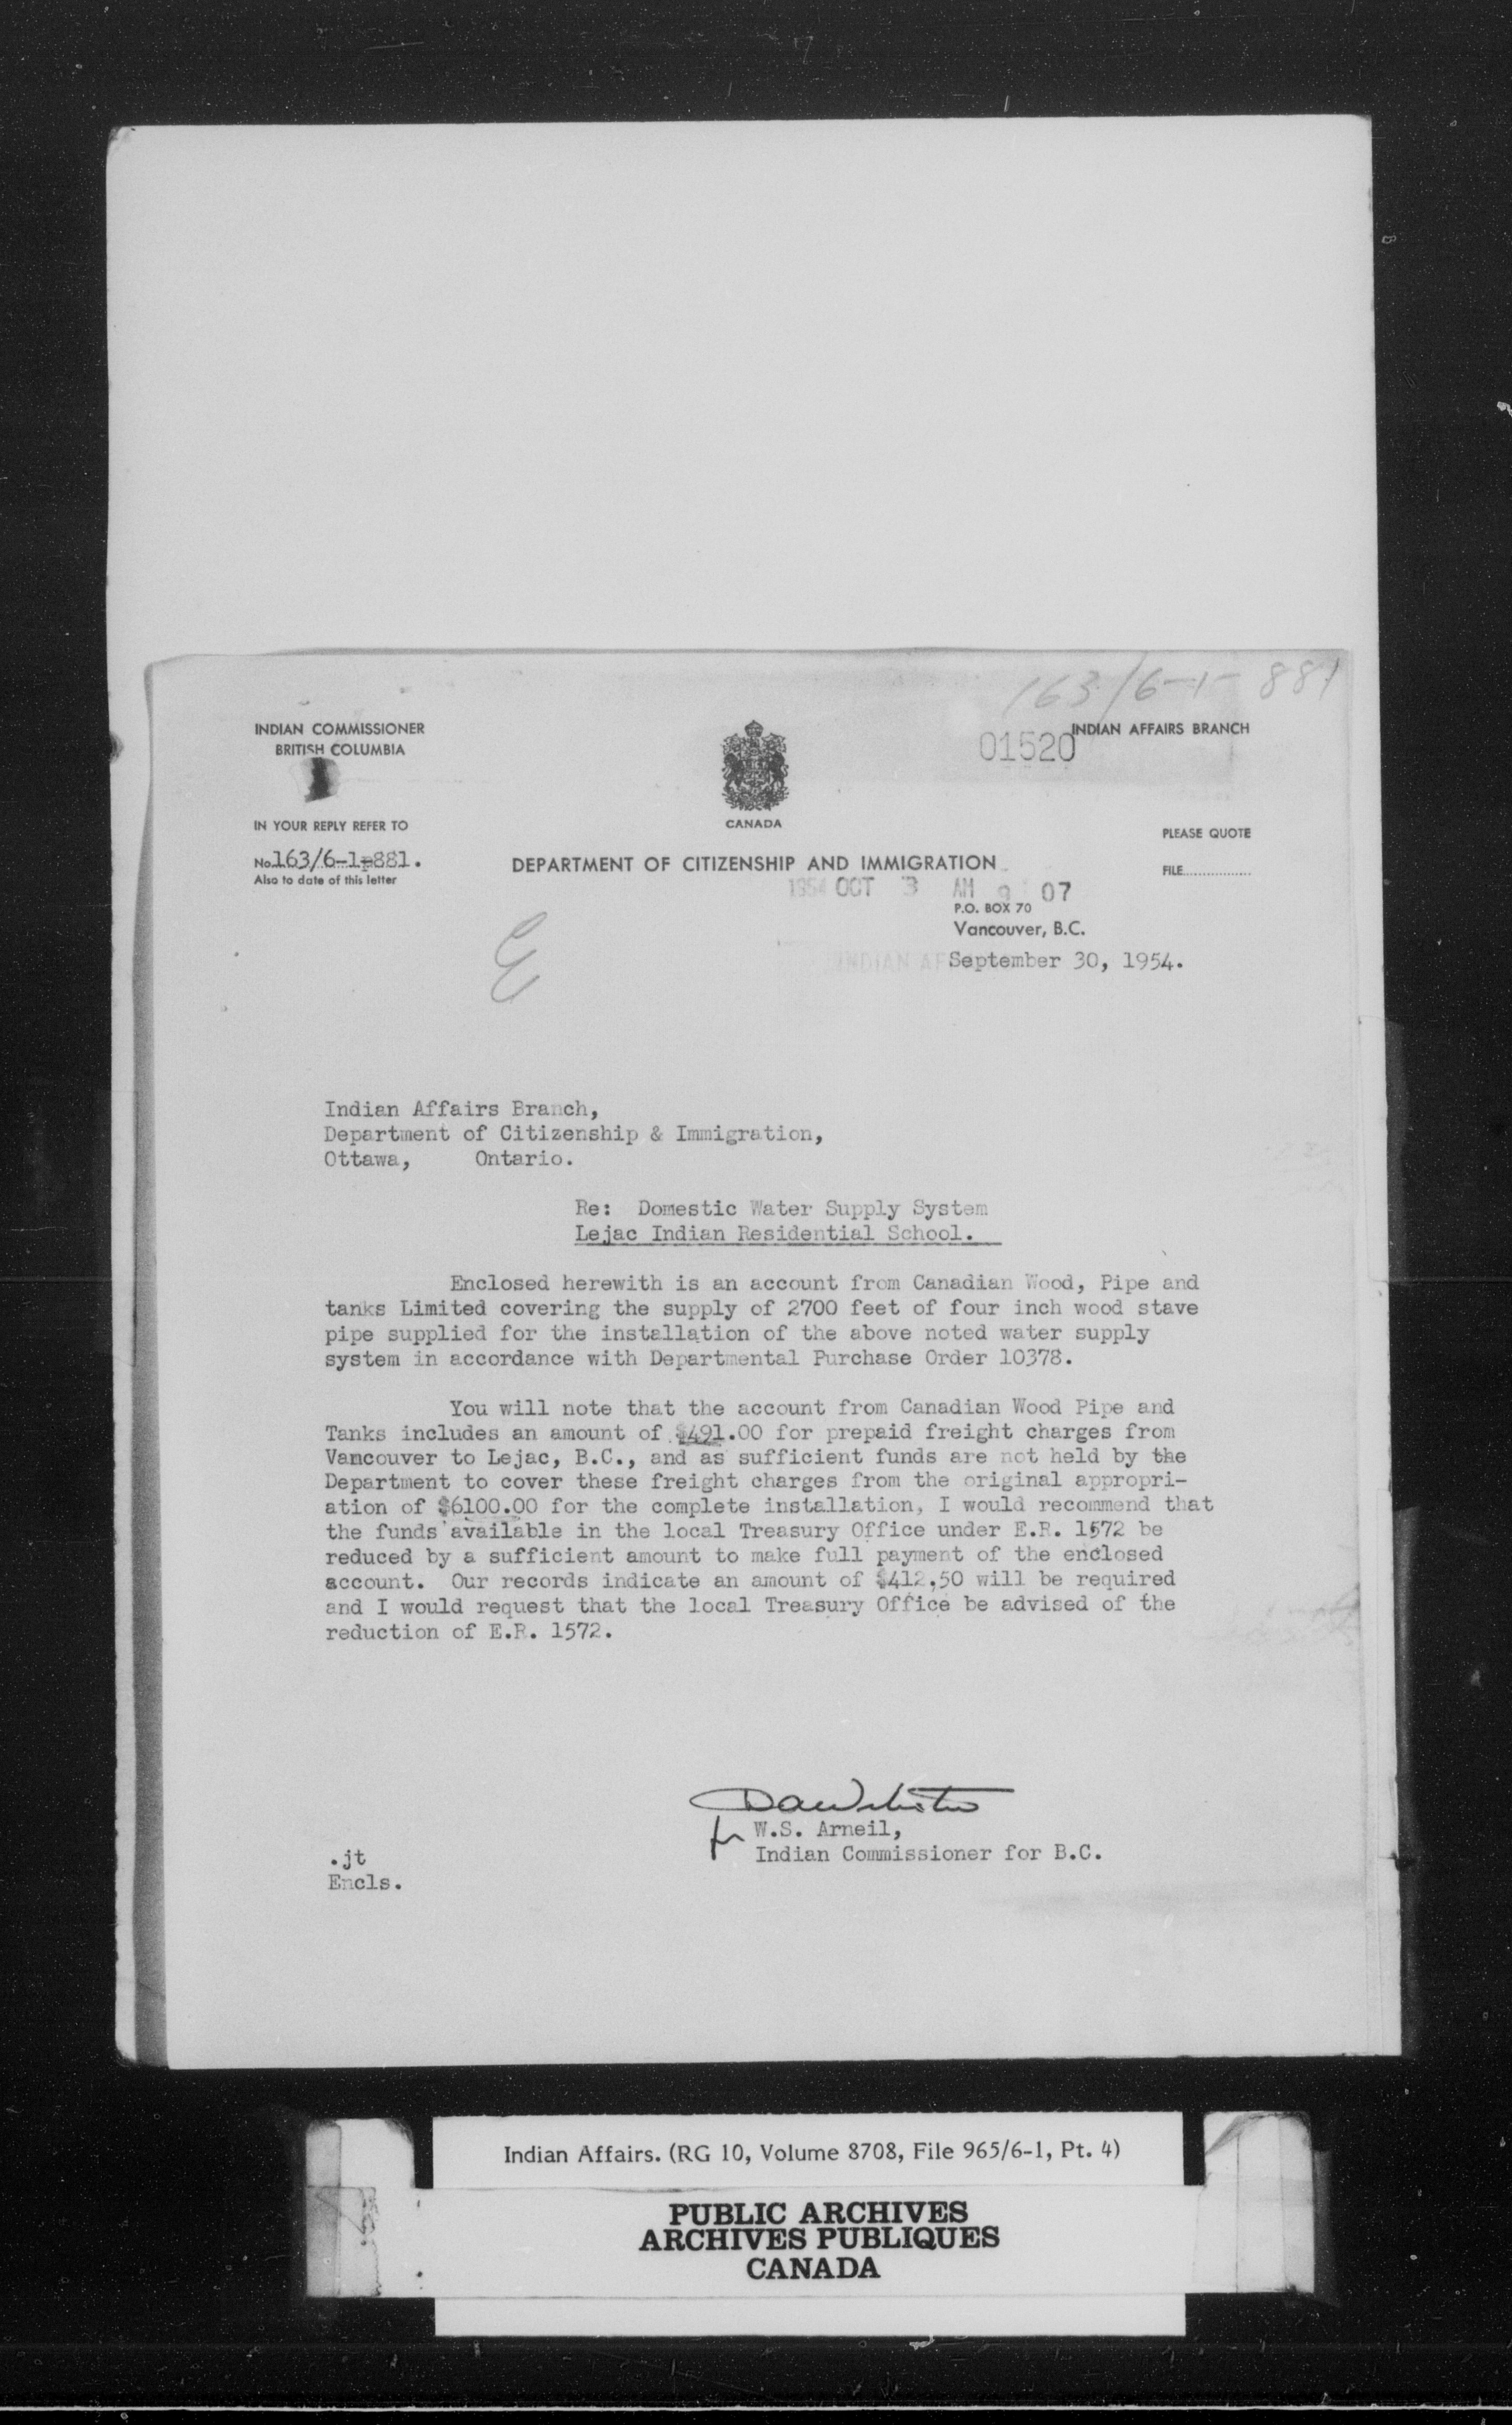 163/6-1-881
INDIAN COMMISSIONER
BRITISH COLUMBIA
INDIAN AFFAIRS BRANCH
01520
CANADA
IN YOUR REPLY REFER TO
No. 163/6-1-881.
Also to date of this letter
PLEASE QUOTE
FILE
DEPARTMENT OF CITIZENSHIP AND IMMIGRATION
1954 OCT 3 AM 9 07
P.O. BOX 70
Vancouver, B.C.
September 30, 1954.
Indian Affairs Branch,
Department of Citizenship & Immigration,
Ottawa, Ontario.
Re: Domestic Water Supply System
Lejac Indian Residential School.
Enclosed herewith is an account from Canadian Wood, Pipe and
tanks Limited covering the supply of 2700 feet of four inch wood stave
pipe supplied for the installation of the above noted water supply
system in accordance with Departmental Purchase Order 10378.
You will note that the account from Canadian Wood Pipe and
Tanks includes an amount of $491.00 for prepaid freight charges from
Vancouver to Lejac, B.C., and as sufficient funds are not held by the
Department to cover these freight charges from the original appropri-
ation of $6100.00 for the complete installation, I would recommend that
the funds available in the local Treasury Office under E.R. 1572 be
reduced by a sufficient amount to make full payment of the enclosed
account. Our records indicate an amount of $412.50 will be required
and I would request that the local Treasury Office be advised of the
reduction of E.R. 1572.
W.S. Arneil,
Indian Commissioner for B.C.
.jt
Encls.
Indian Affairs. (RG 10, Volume 8708, File 965/6-1, Pt. 4)
PUBLIC ARCHIVES
ARCHIVES PUBLIQUES
CANADA